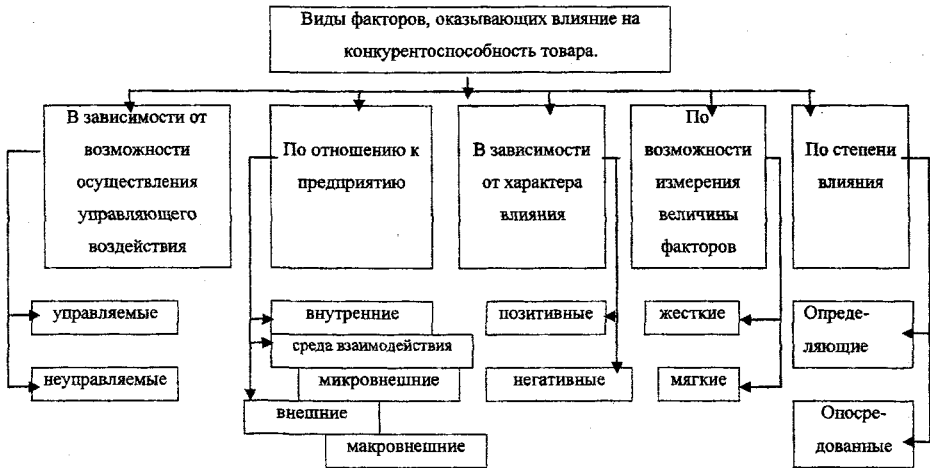 Виды факторов, оказывающих влияние на
конкурентоспособность товара.
В зависимости от
возможности
осуществления
управляющего
воздействия
По отношению к
предприятию
В зависимости
от характера
влияния
По
возможности
измерения
величины
факторов
По степени
влияния
управляемые
неуправляемые
внутренние
среда взаимодействия
микровнешние
внешние
макровнешние
позитивные
негативные
жесткие
мягкие
Опреде-
ляющие
Опосре-
дованные